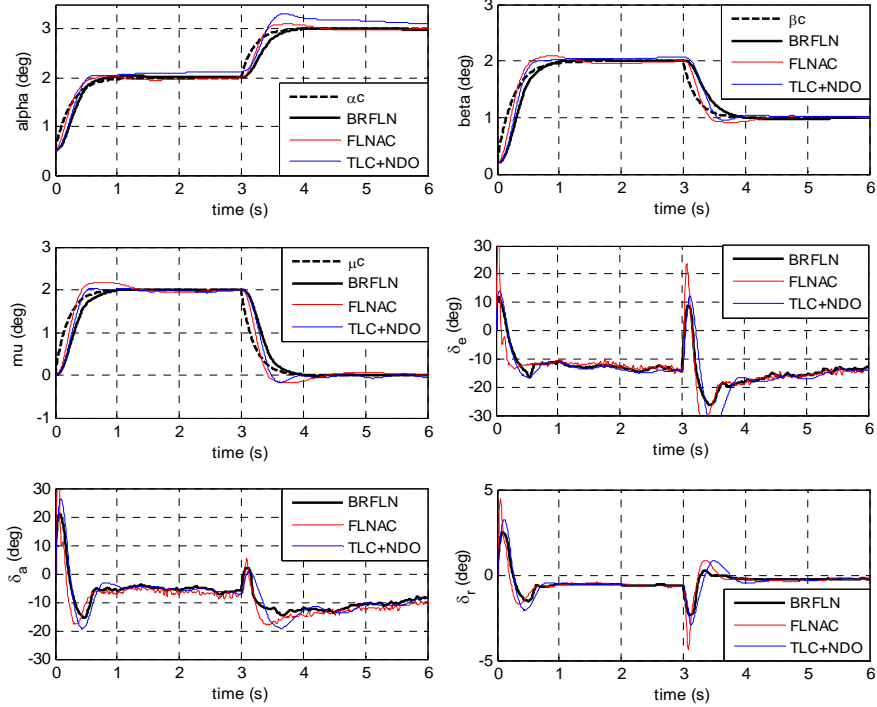 3
2
1
0
alpha (deg)
αc
BRFLN
FLNAC
TLC+NDO
0 1 2 3 4 5 6
time (s)
3
2
1
0
beta (deg)
βc
BRFLN
FLNAC
TLC+NDO
0 1 2 3 4 5 6
time (s)
3
2
1
0
-1
mu (deg)
μc
BRFLN
FLNAC
TLC+NDO
0 1 2 3 4 5 6
time (s)
30
20
10
0
-10
-20
-30
δe (deg)
BRFLN
FLNAC
TLC+NDO
0 1 2 3 4 5 6
time (s)
30
20
10
0
-10
-20
-30
δa (deg)
BRFLN
FLNAC
TLC+NDO
0 1 2 3 4 5 6
time (s)
5
0
-5
δr (deg)
BRFLN
FLNAC
TLC+NDO
0 1 2 3 4 5 6
time (s)